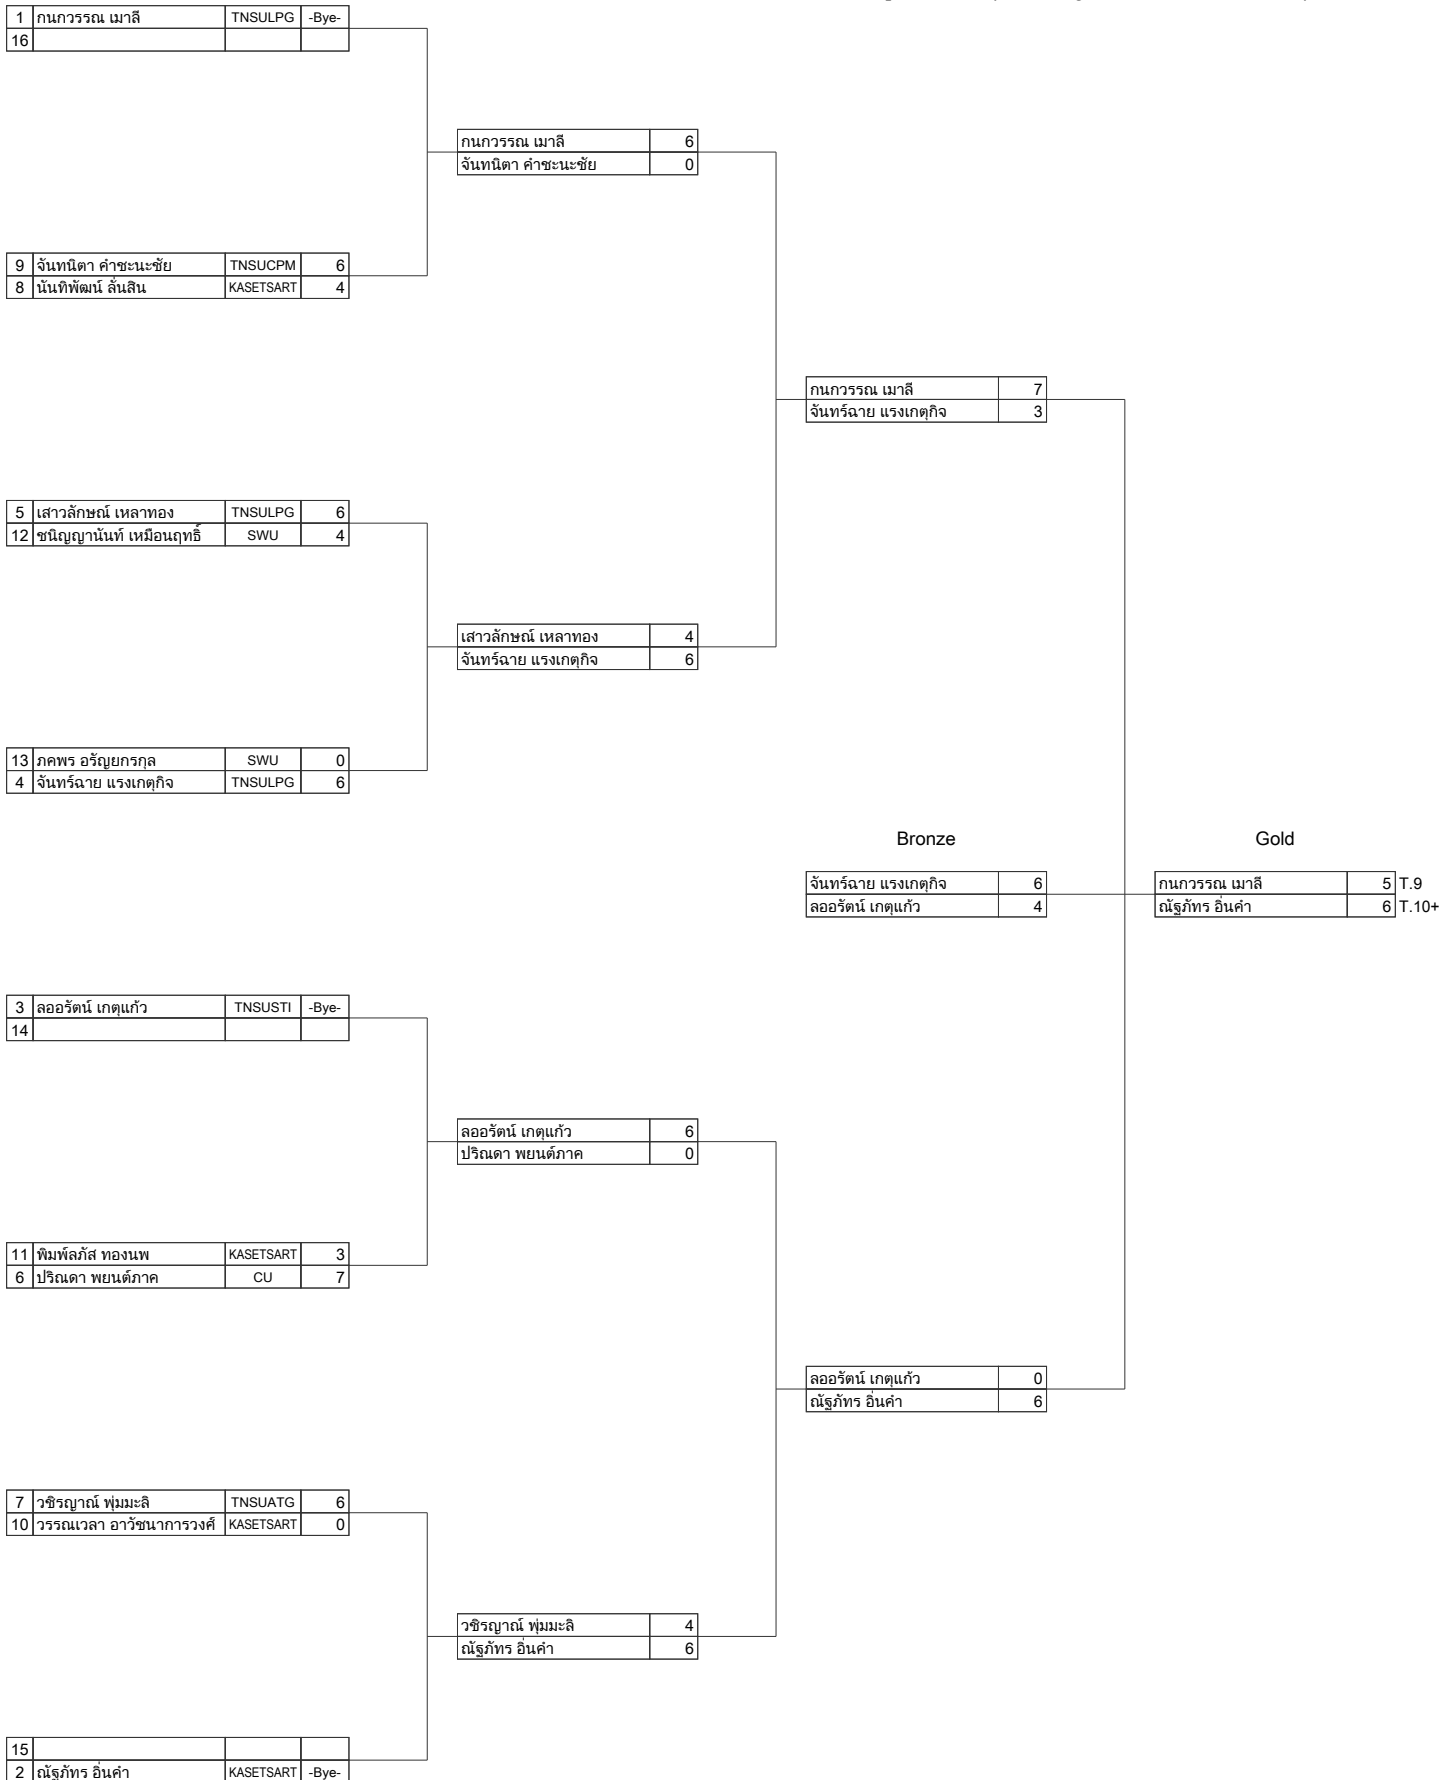 1 กนกวรรณ เมาลี TNSULPG -Bye-
16
กนกวรรณ เมาลี 6
จันทนิตา คำชะนะชัย 0
9 จันทนิตา คำชะนะชัย TNSUCPM 6
8 นันทิพัฒน์ ลั่นสิน KASETSART 4
กนกวรรณ เมาลี 7
จันทร์ฉาย แรงเกตุกิจ 3
5 เสาวลักษณ์ เหลาทอง TNSULPG 6
12 ชนิญญานันท์ เหมือนฤทธิ์ SWU 4
เสาวลักษณ์ เหลาทอง 4
จันทร์ฉาย แรงเกตุกิจ 6
13 ภคพร อรัญยกรกุล SWU 0
4 จันทร์ฉาย แรงเกตุกิจ TNSULPG 6
Bronze Gold
จันทร์ฉาย แรงเกตุกิจ 6 กนกวรรณ เมาลี 5 T.9
ลออรัตน์ เกตุแก้ว 4 ณัฐภัทร อิ่นคำ 6 T.10+
3 ลออรัตน์ เกตุแก้ว TNSUSTI -Bye-
14
ลออรัตน์ เกตุแก้ว 6
ปริณดา พยนต์ภาค 0
11 พิมพ์ลภัส ทองนพ KASETSART 3
6 ปริณดา พยนต์ภาค CU 7
ลออรัตน์ เกตุแก้ว 0
ณัฐภัทร อิ่นคำ 6
7 วชิรญาณ์ พุ่มมะลิ TNSUATG 6
10 วรรณเวลา อาวัชนาการวงศ์ KASETSART 0
วชิรญาณ์ พุ่มมะลิ 4
ณัฐภัทร อิ่นคำ 6
15
2 ณัฐภัทร อิ่นคำ KASETSART -Bye-